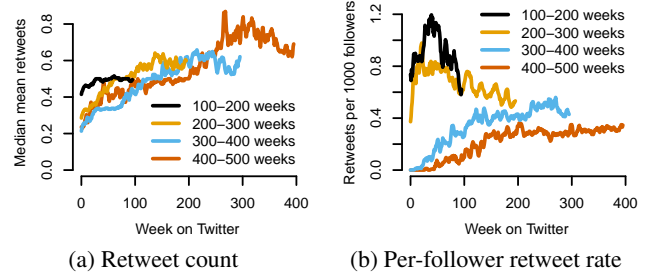 Median mean retweets
0.8
0.6
0.4
0.2
0.0
100–200 weeks
200–300 weeks
300–400 weeks
400–500 weeks
0 100 200 300 400
Week on Twitter
(a) Retweet count
Retweets per 1000 followers
1.2
0.8
0.4
0.0
100–200 weeks
200–300 weeks
300–400 weeks
400–500 weeks
0 100 200 300 400
Week on Twitter
(b) Per-follower retweet rate